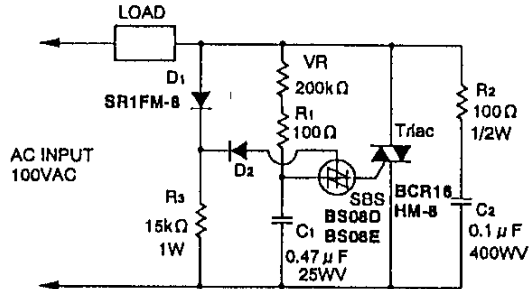 LOAD
D1
SR1FM-8
VR
200kΩ
R1
100Ω
R2
100Ω
1/2W
Triac
AC INPUT
100VAC
D2
SBS
BS08D
BS08E
BCR16
HM-8
R3
15kΩ
1W
C1
0.47μF
25WV
C2
0.1μF
400WV